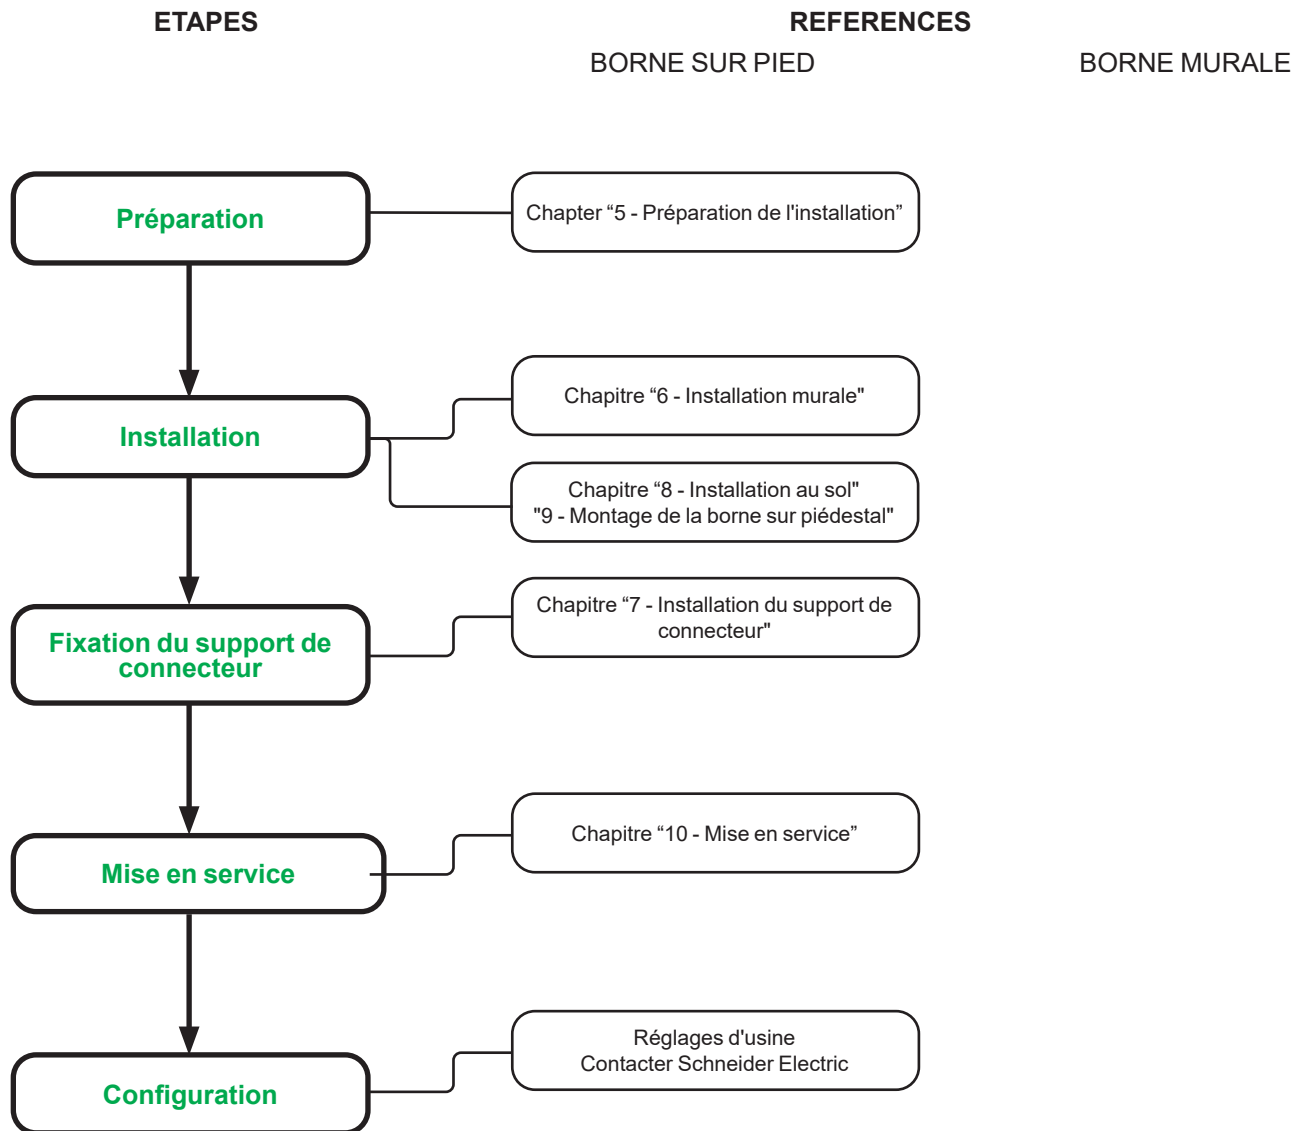 ETAPES
REFERENCES
BORNE SUR PIED
BORNE MURALE
Préparation
Chapter “5 - Préparation de l'installation”
Installation
Chapitre “6 - Installation murale"
Chapitre “8 - Installation au sol"
"9 - Montage de la borne sur piédestal"
Fixation du support de
connecteur
Chapitre “7 - Installation du support de
connecteur"
Mise en service
Chapitre “10 - Mise en service”
Configuration
Réglages d'usine
Contacter Schneider Electric